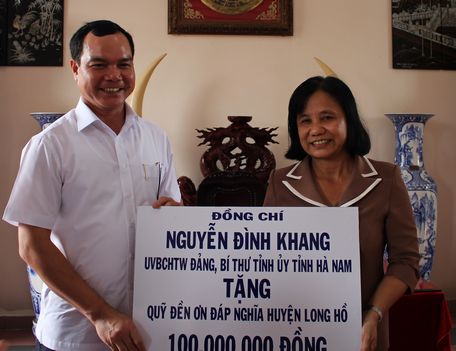 ĐỒNG CHÍ
NGUYỄN ĐÌNH KHANG
UVBCHTW ĐẢNG, BÍ THƯ TỈNH ỦY TỈNH HÀ NAM
TẶNG
QUỸ ĐỀN ƠN ĐÁP NGHĨA HUYỆN LONG HỒ
100.000.000 ĐỒNG